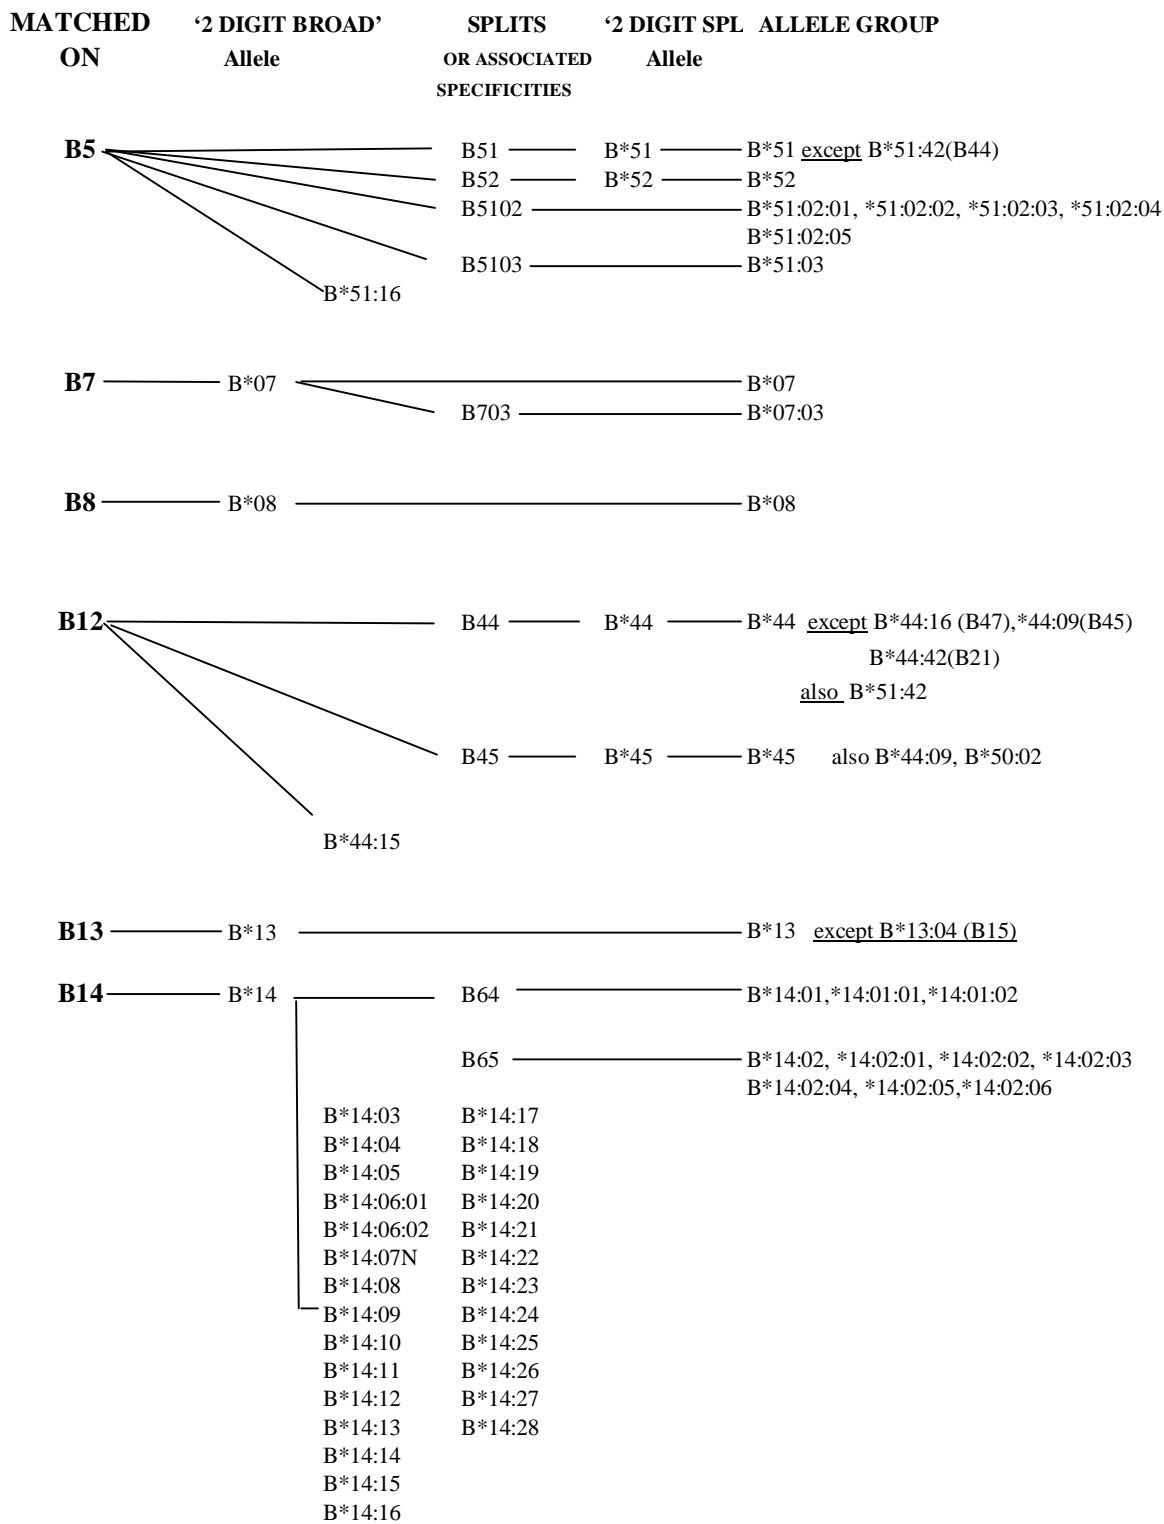 MATCHED ‘2 DIGIT BROAD’ SPLITS ‘2 DIGIT SPL ALLELE GROUP
ON Allele OR ASSOCIATED Allele
SPECIFICITIES
B5 B51 B*51 B*51 except B*51:42(B44)
B52 B*52 B*52
B5102 B*51:02:01, *51:02:02, *51:02:03, *51:02:04
B*51:02:05
B5103 B*51:03
B*51:16
B7 B*07 B*07
B703 B*07:03
B8 B*08 B*08
B12 B44 B*44 B*44 except B*44:16 (B47),*44:09(B45)
B*44:42(B21)
also B*51:42
B45 B*45 B*45 also B*44:09, B*50:02
B*44:15
B13 B*13 B*13 except B*13:04 (B15)
B14 B*14 B64 B*14:01,*14:01:01,*14:01:02
B65 B*14:02, *14:02:01, *14:02:02, *14:02:03
B*14:02:04, *14:02:05,*14:02:06
B*14:03 B*14:17
B*14:04 B*14:18
B*14:05 B*14:19
B*14:06:01 B*14:20
B*14:06:02 B*14:21
B*14:07N B*14:22
B*14:08 B*14:23
B*14:09 B*14:24
B*14:10 B*14:25
B*14:11 B*14:26
B*14:12 B*14:27
B*14:13 B*14:28
B*14:14
B*14:15
B*14:16